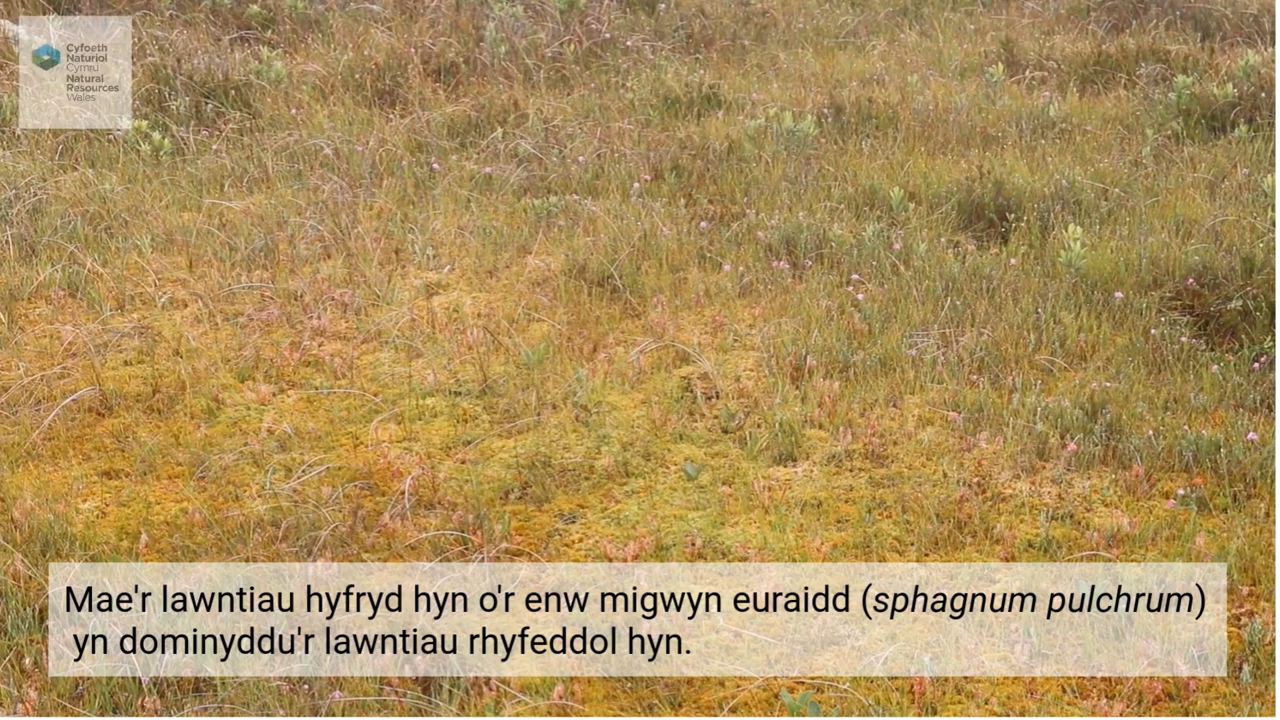 Cyfoeth
Naturiol
Cymru
Natural
Resources
Wales
Mae'r lawntiau hyfryd hyn o'r enw migwyn euraidd (sphagnum pulchrum)
yn dominyddu'r lawntiau rhyfeddol hyn.